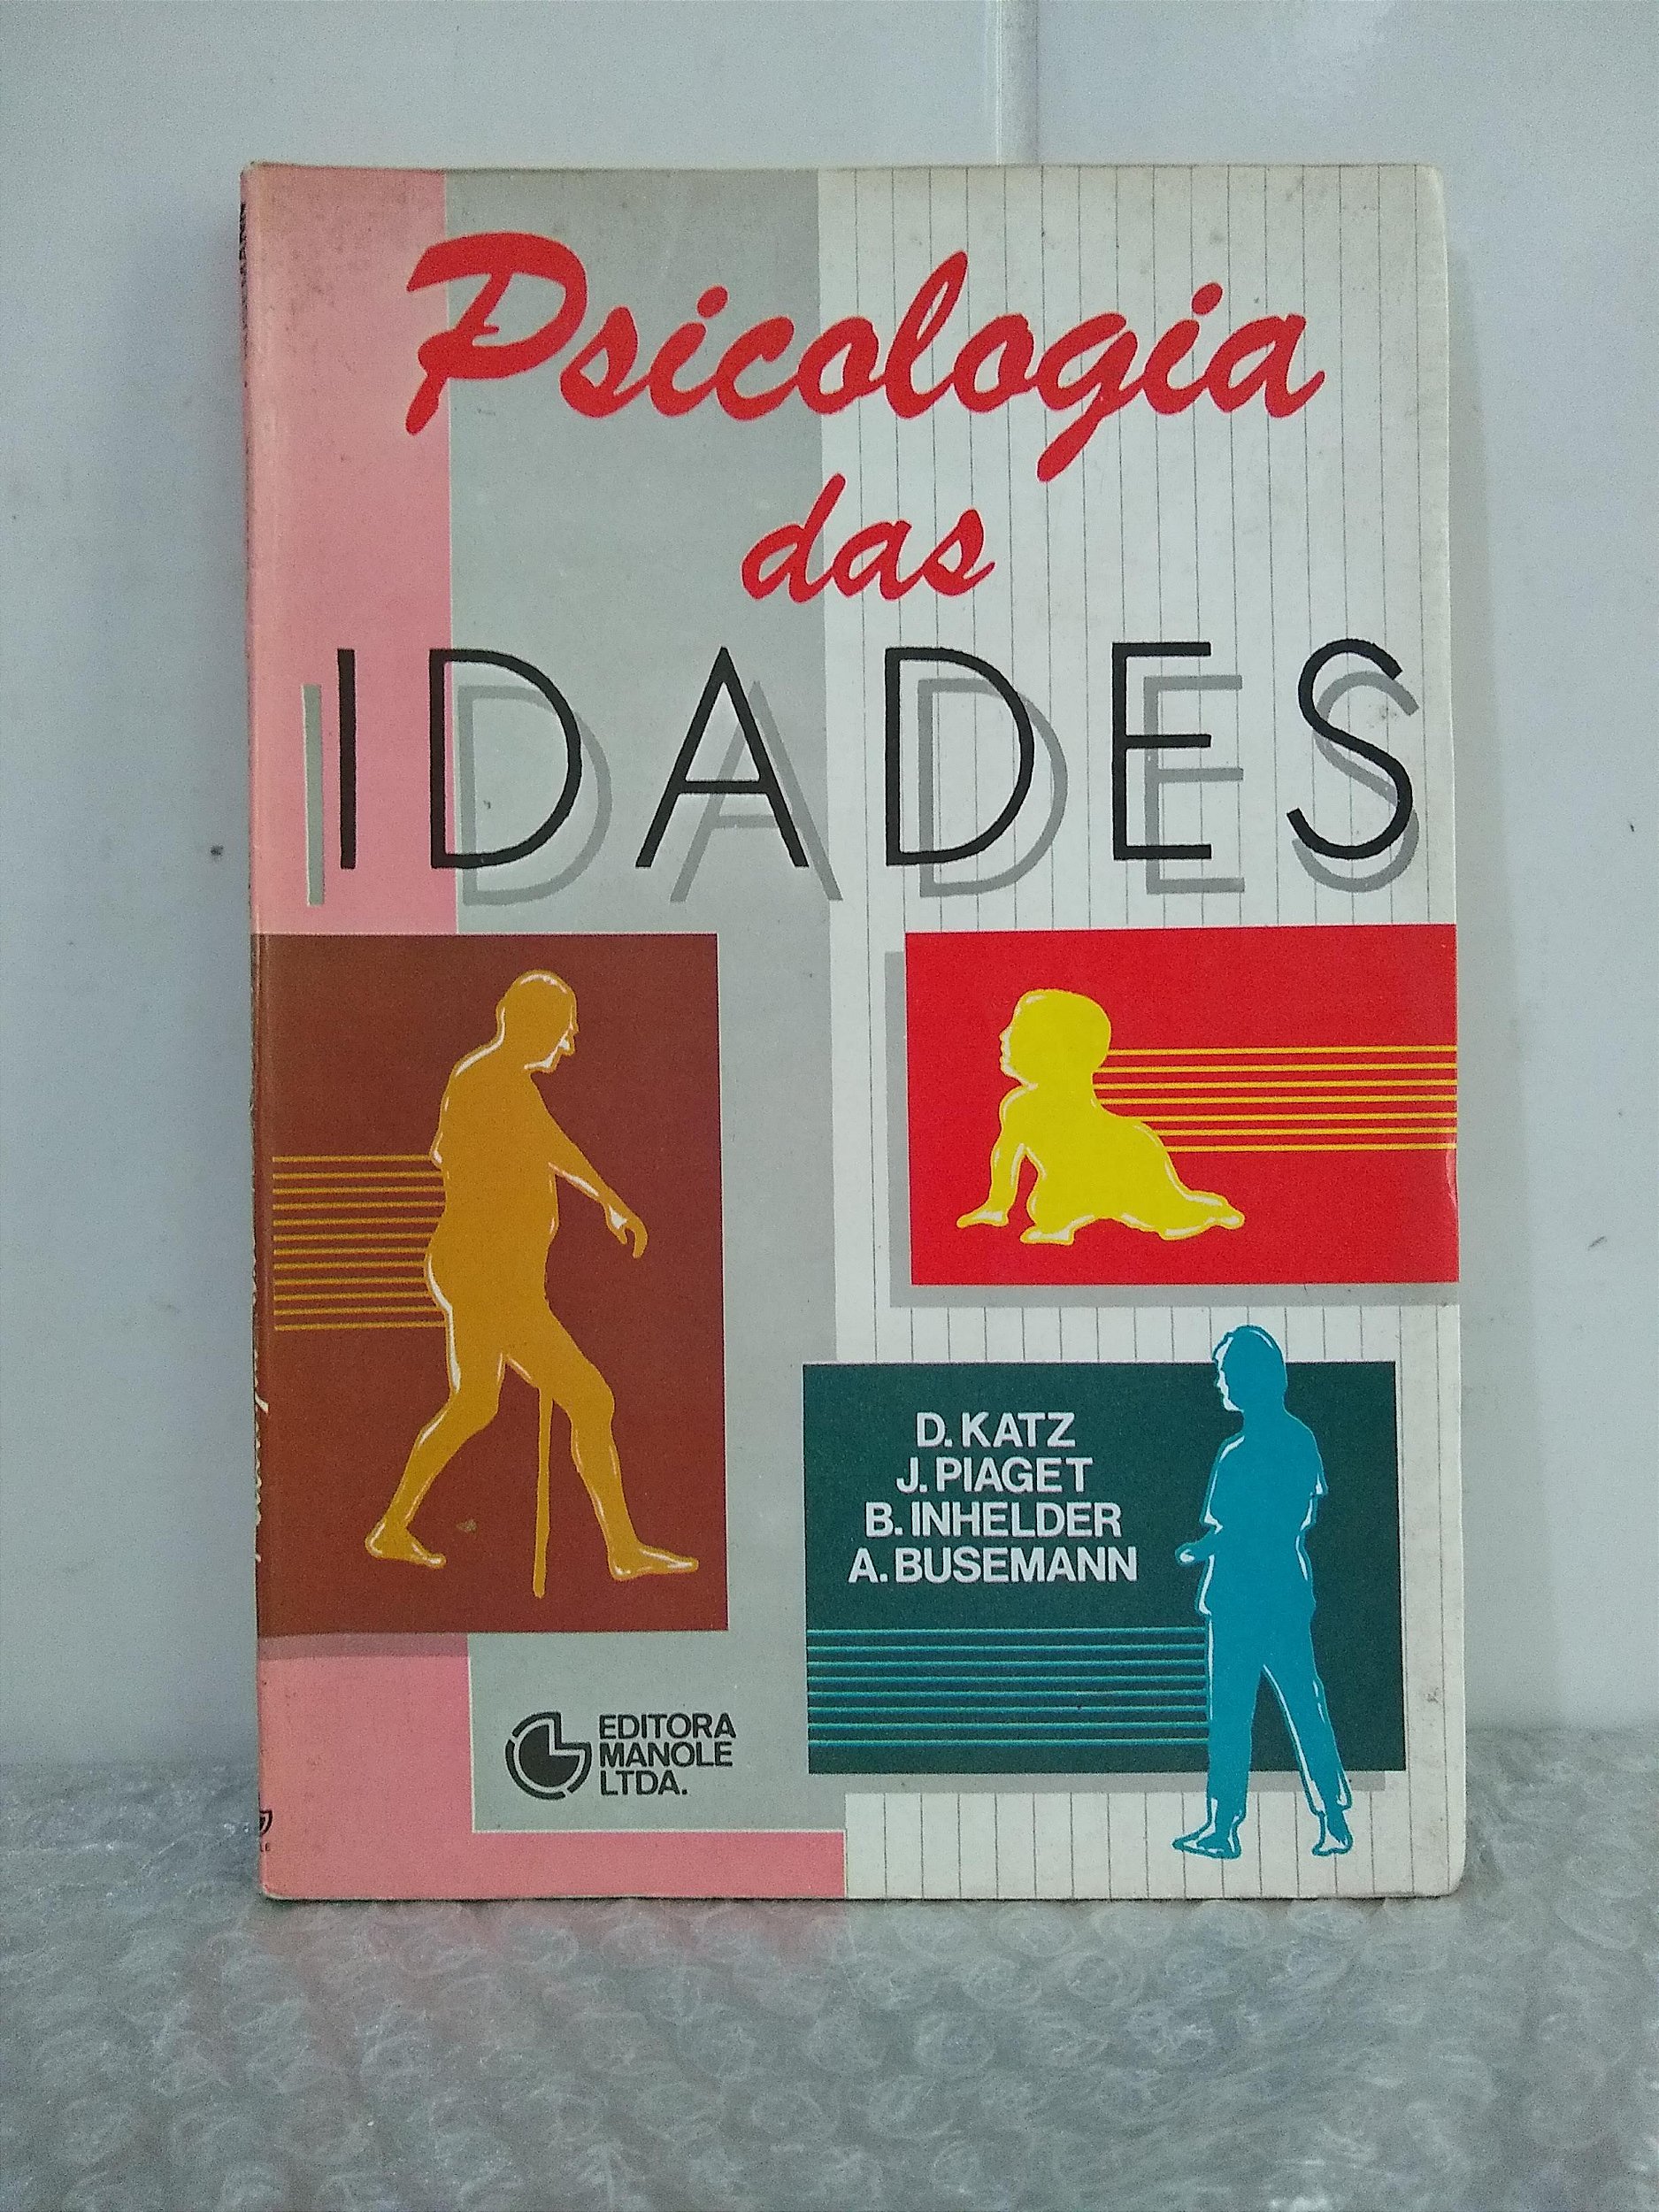 Psicologia
das
IDADES
D. KATZ
J. PIAGET
B. INHELDER
A. BUSEMANN
EDITORA
MANOLE
LTDA.